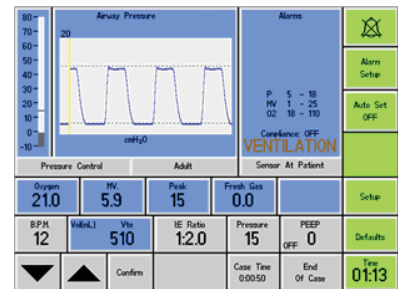 80
70
60
50
40
30
20
10
0
-10
Airway Pressure
20
cmH2O
Alarms
P 5 - 18
MV 1 - 25
O2 18 - 110
Compliance: OFF
VENTILATION
Alarm
Setup
Auto Set
OFF
Pressure Control
Adult
Sensor At Patient
Oxygen
21.0
MV.
5.9
Peak
15
Fresh Gas
0.0
Setup
B.P.M.
12
Vol(mL) Vte
510
I:E Ratio
1:2.0
Pressure
15
PEEP
OFF 0
Defaults
Confirm
Case Time
0:00:50
End
Of Case
Time
01:13